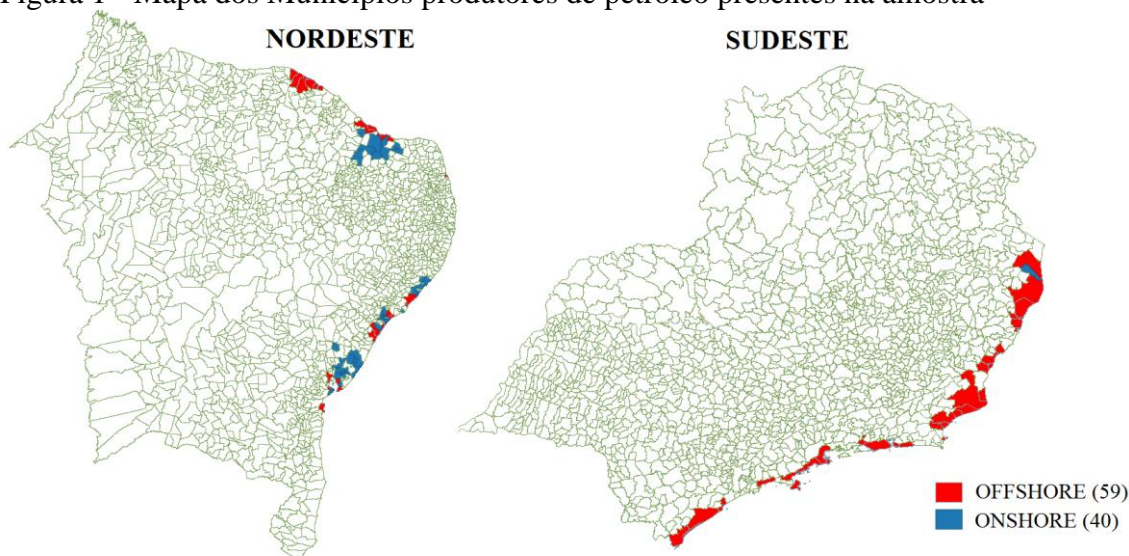 Figura 1 – Mapa dos Municípios produtores de petróleo presentes na amostra
NORDESTE
SUDESTE
OFFSHORE (59)
ONSHORE (40)